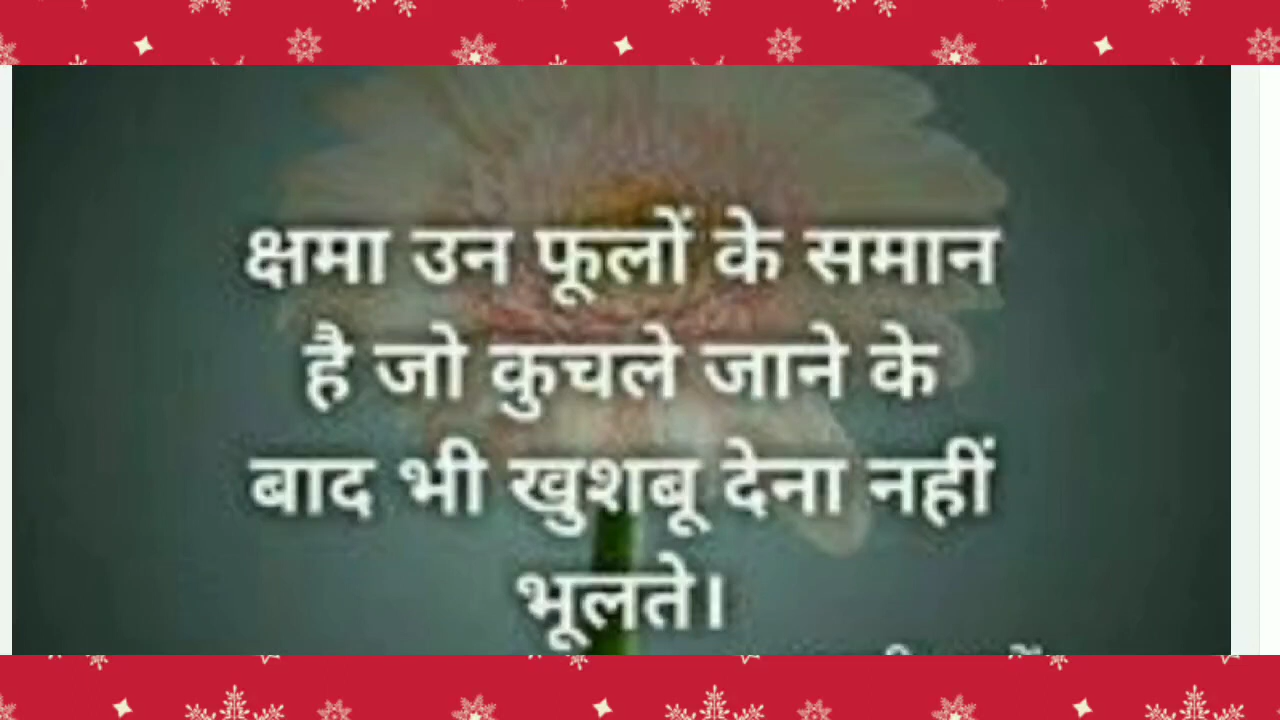 क्षमा उन फूलों के समान
है जो कुचले जाने के
बाद भी खुशबू देना नहीं
भूलते।